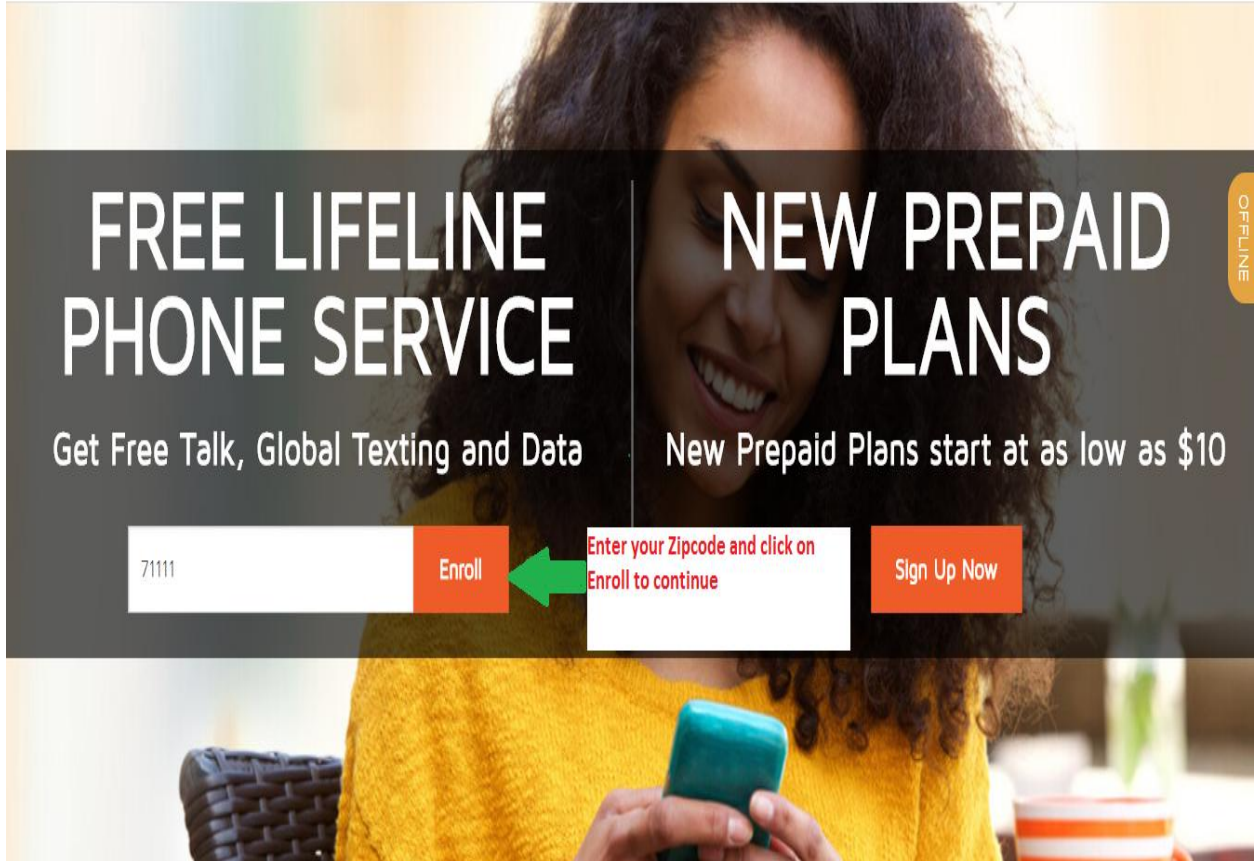 FREE LIFELINE
PHONE SERVICE
Get Free Talk, Global Texting and Data
71111
Enroll
Enter your Zipcode and click on
Enroll to continue
NEW PREPAID
PLANS
New Prepaid Plans start at as low as $10
Sign Up Now
OFFLINE